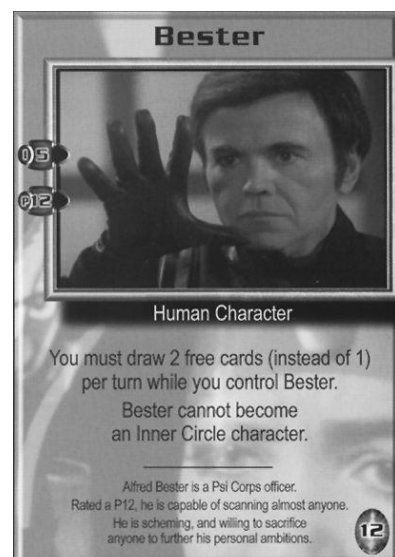 Bester
I 5
P12
Human Character
You must draw 2 free cards (instead of 1)
per turn while you control Bester.
Bester cannot become
an Inner Circle character.
Alfred Bester is a Psi Corps officer.
Rated a P12, he is capable of scanning almost anyone.
He is scheming, and willing to sacrifice
anyone to further his personal ambitions.
12